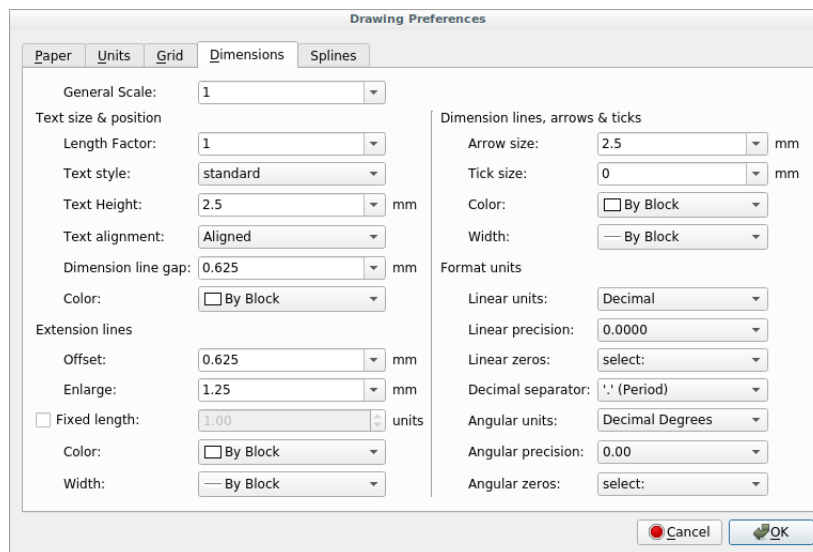 Drawing Preferences
Paper Units Grid Dimensions Splines
General Scale: 1
Text size & position
Length Factor: 1
Text style: standard
Text Height: 2.5 mm
Text alignment: Aligned
Dimension line gap: 0.625 mm
Color: By Block
Extension lines
Offset: 0.625 mm
Enlarge: 1.25 mm
Fixed length: 1.00 units
Color: By Block
Width: By Block
Dimension lines, arrows & ticks
Arrow size: 2.5 mm
Tick size: 0 mm
Color: By Block
Width: By Block
Format units
Linear units: Decimal
Linear precision: 0.0000
Linear zeros: select:
Decimal separator: '.' (Period)
Angular units: Decimal Degrees
Angular precision: 0.00
Angular zeros: select:
Cancel OK